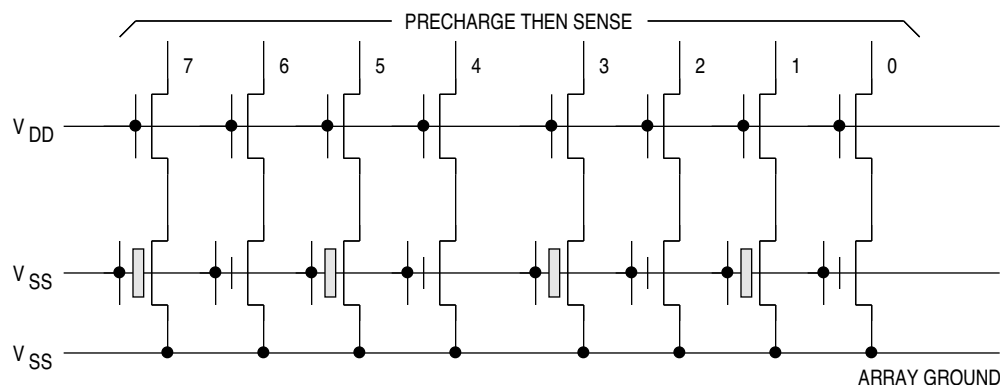 PRECHARGE THEN SENSE
7 6 5 4 3 2 1 0
V DD
V SS
V SS
ARRAY GROUND